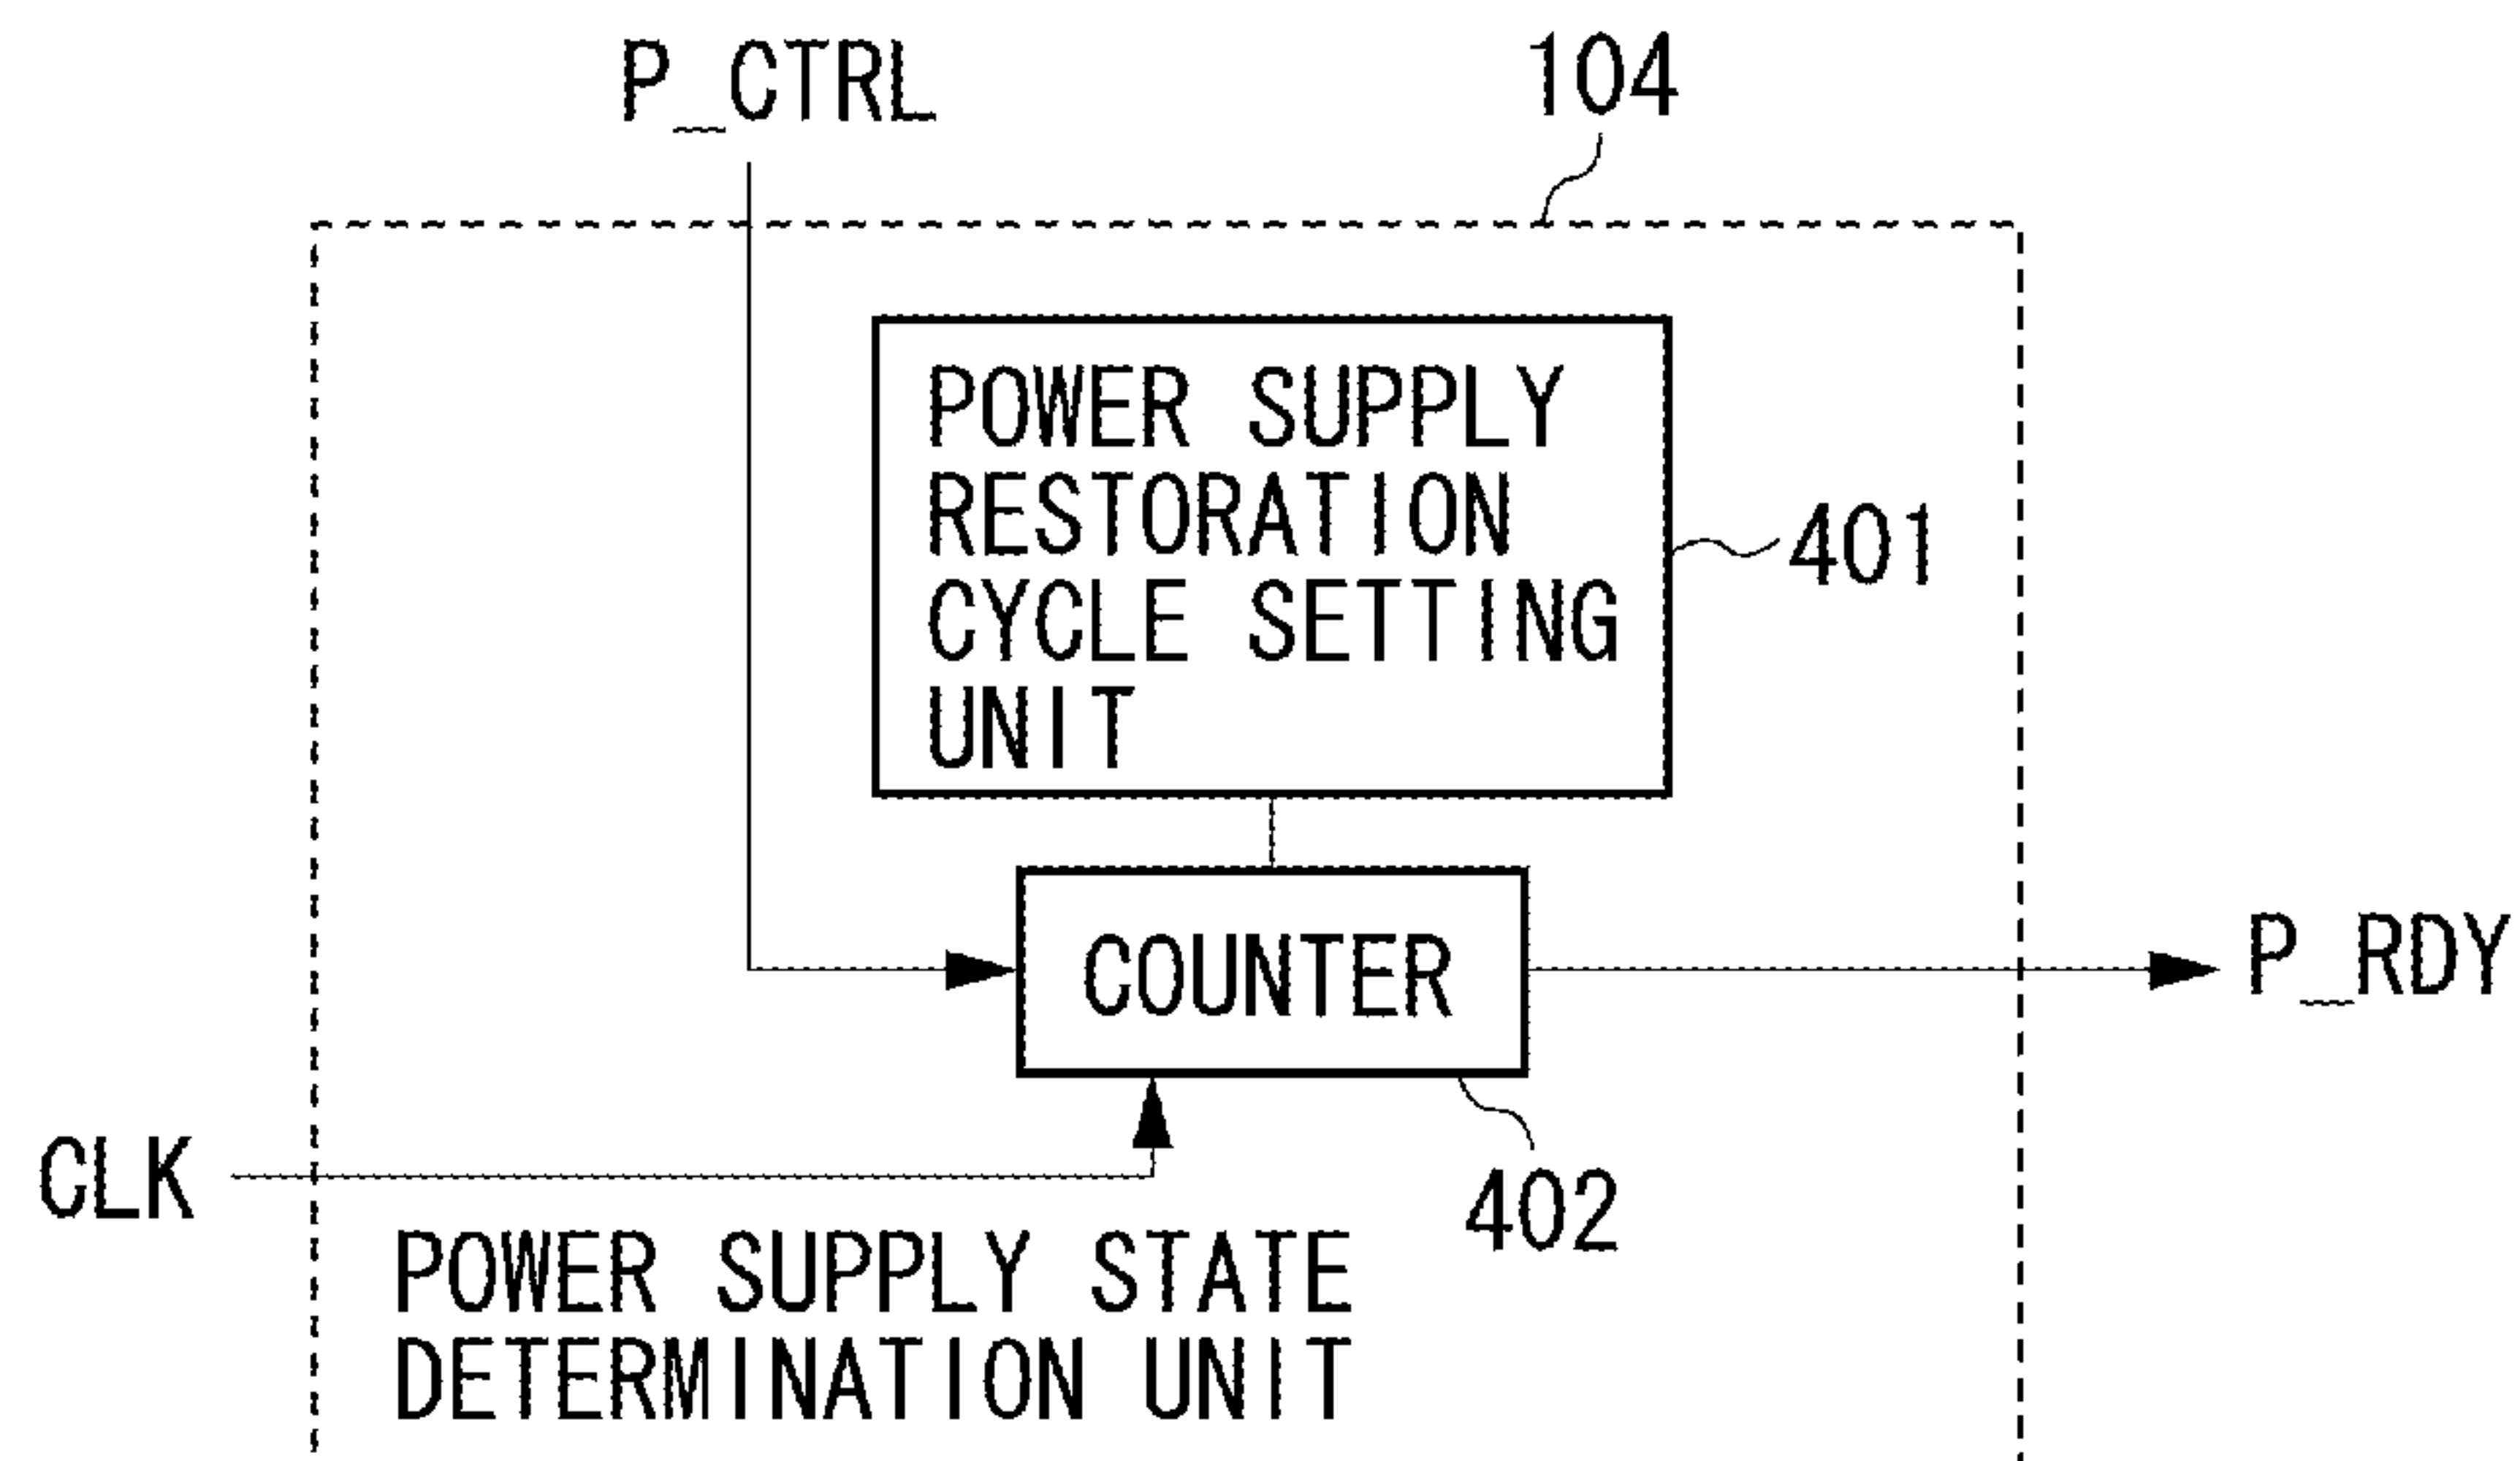 P_CTRL
104
POWER SUPPLY
RESTORATION
CYCLE SETTING
UNIT
401
COUNTER
P_RDY
CLK
402
POWER SUPPLY STATE
DETERMINATION UNIT